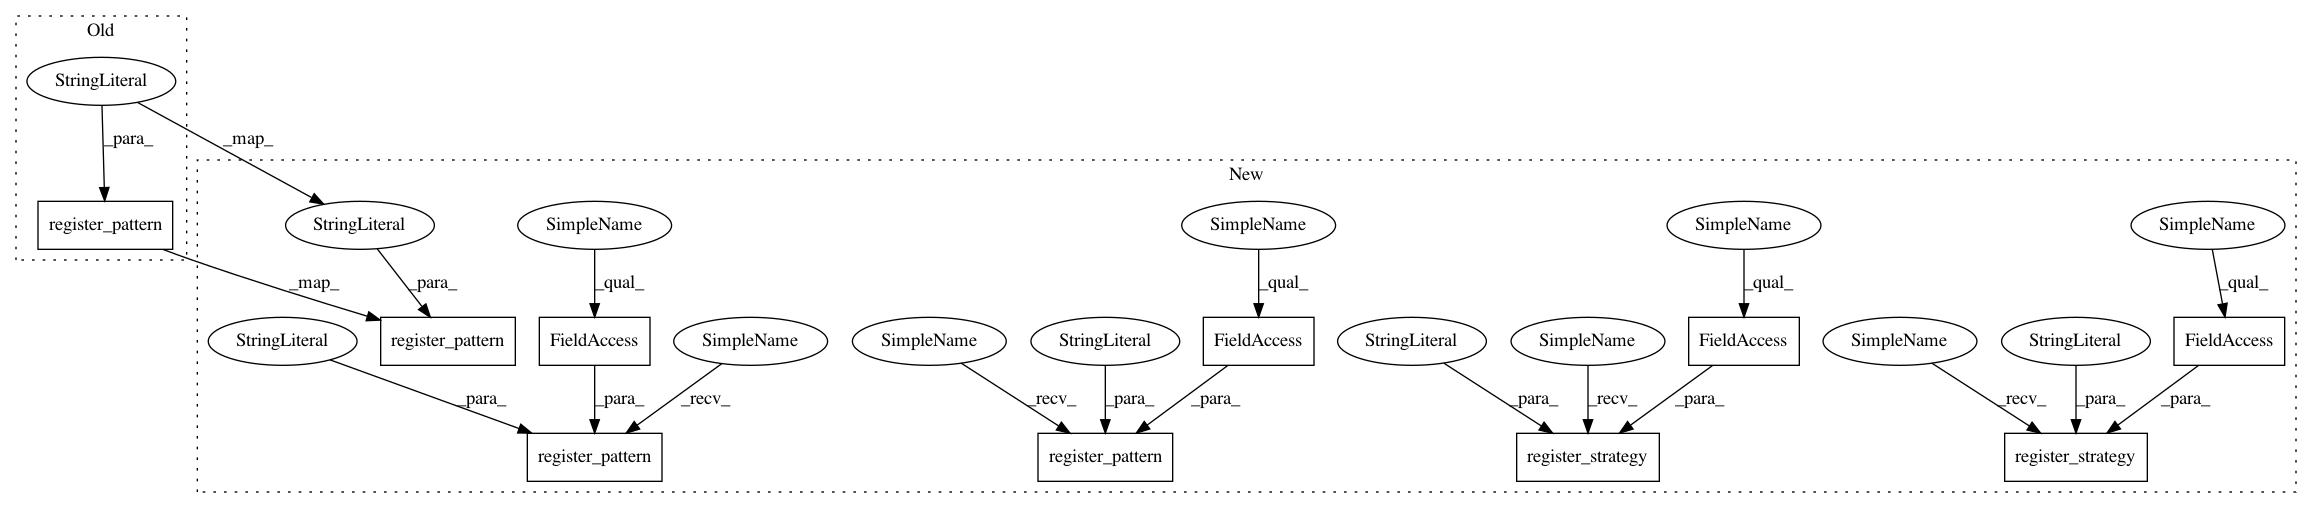 Old
StringLiteral
_para_
_map_
register_pattern
New
StringLiteral
SimpleName
SimpleName
SimpleName
SimpleName
_map_
_para_
_qual_
_qual_
_qual_
_qual_
StringLiteral
register_pattern
FieldAccess
SimpleName
SimpleName
StringLiteral
FieldAccess
StringLiteral
SimpleName
FieldAccess
SimpleName
StringLiteral
FieldAccess
_para_
_para_
_recv_
_recv_
_para_
_para_
_para_
_recv_
_para_
_recv_
_para_
_para_
register_pattern
register_pattern
register_strategy
register_strategy